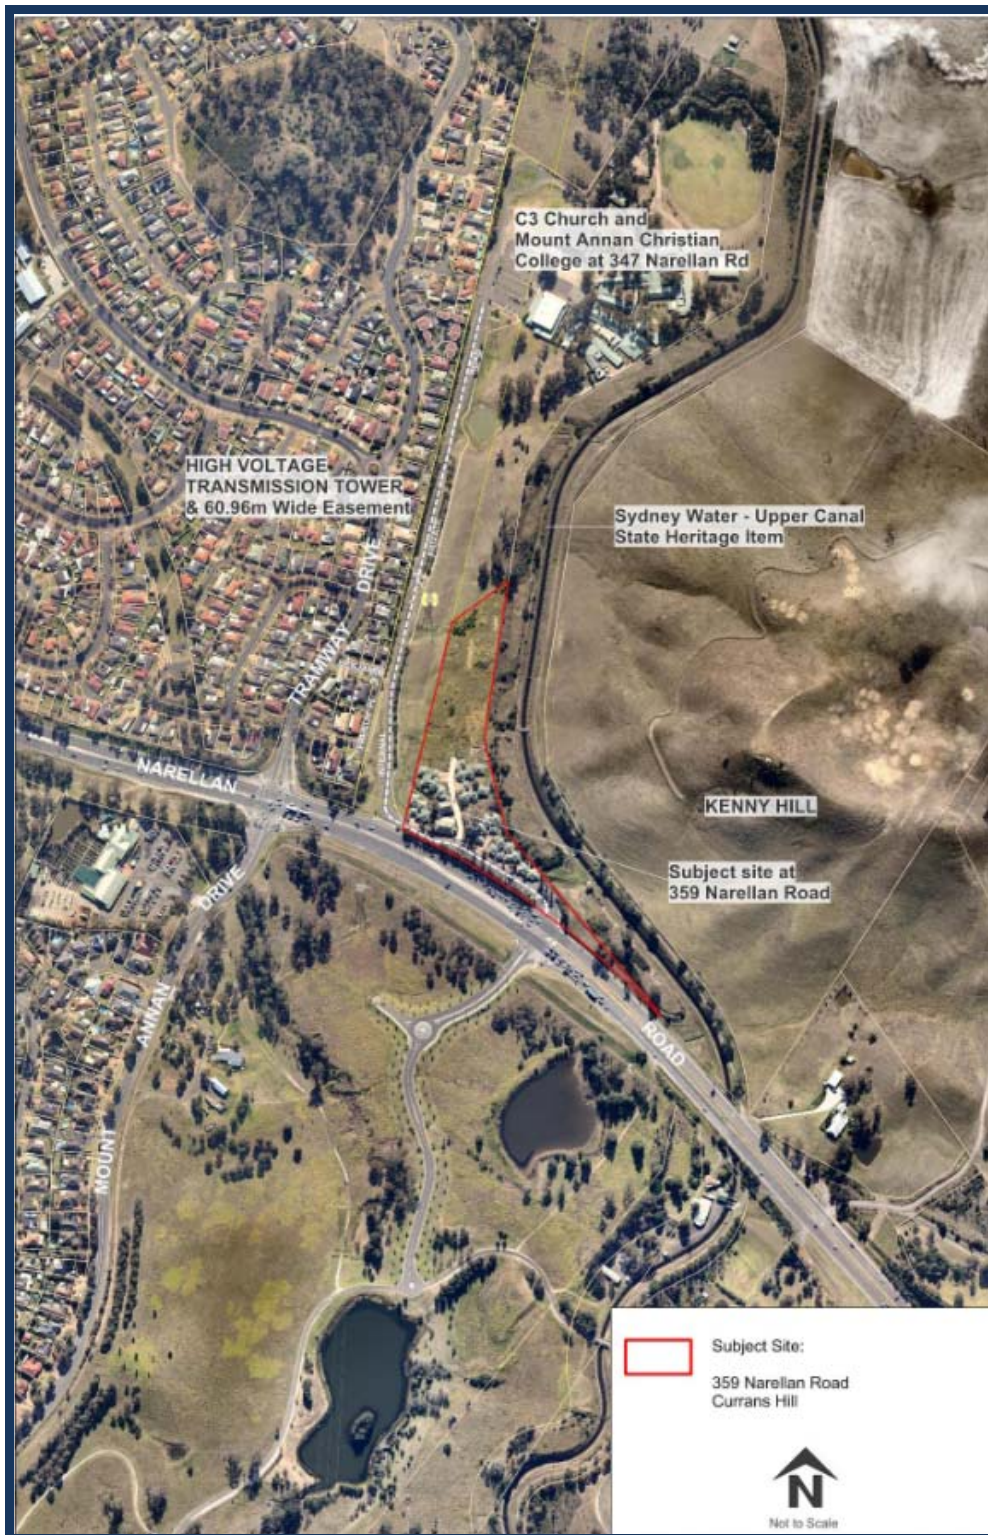 C3 Church and
Mount Annan Christian
College at 347 Narellan Rd
HIGH VOLTAGE
TRANSMISSION TOWER
& 60.96m Wide Easement
Sydney Water - Upper Canal
State Heritage Item
TRAMWAY DRIVE
NARELLAN
KENNY HILL
Subject site at
359 Narellan Road
MOUNT ANNAN DRIVE
ROAD
Subject Site:
359 Narellan Road
Currans Hill
N
Not to Scale